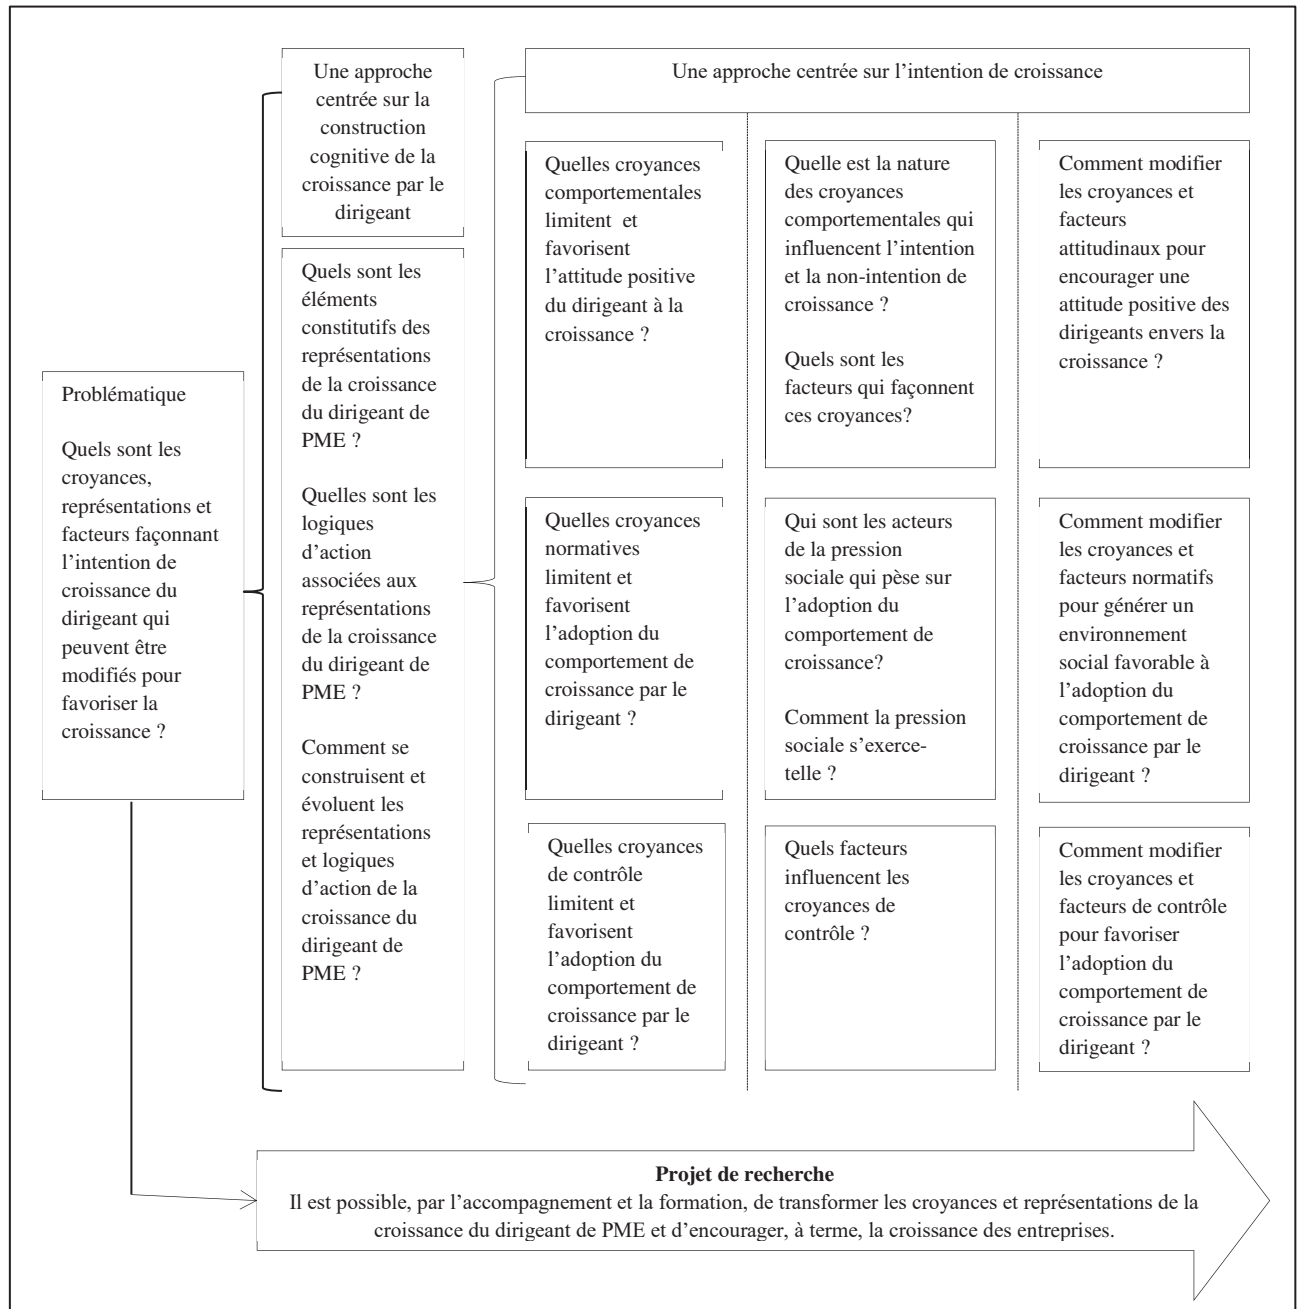 Problématique
Quels sont les
croyances,
représentations et
facteurs façonnant
l’intention de
croissance du
dirigeant qui
peuvent être
modifiés pour
favoriser la
croissance ?
Une approche
centrée sur la
construction
cognitive de la
croissance par le
dirigeant
Quels sont les
éléments
constitutifs des
représentations
de la croissance
du dirigeant de
PME ?
Quelles sont les
logiques
d’action
associées aux
représentations
de la croissance
du dirigeant de
PME ?
Comment se
construisent et
évoluent les
représentations
et logiques
d’action de la
croissance du
dirigeant de
PME ?
Une approche centrée sur l’intention de croissance
Quelles croyances
comportementales
limitent et
favorisent
l’attitude positive
du dirigeant à la
croissance ?
Quelle est la nature
des croyances
comportementales qui
influencent l’intention
et la non-intention de
croissance ?
Quels sont les
facteurs qui façonnent
ces croyances?
Comment modifier
les croyances et
facteurs
attitudinaux pour
encourager une
attitude positive des
dirigeants envers la
croissance ?
Quelles croyances
normatives
limitent et
favorisent
l’adoption du
comportement de
croissance par le
dirigeant ?
Qui sont les acteurs
de la pression
sociale qui pèse sur
l’adoption du
comportement de
croissance?
Comment la pression
sociale s’exerce-
telle ?
Comment modifier
les croyances et
facteurs normatifs
pour générer un
environnement
social favorable à
l’adoption du
comportement de
croissance par le
dirigeant ?
Quelles croyances
de contrôle
limitent et
favorisent
l’adoption du
comportement de
croissance par le
dirigeant ?
Quels facteurs
influencent les
croyances de
contrôle ?
Comment modifier
les croyances et
facteurs de contrôle
pour favoriser
l’adoption du
comportement de
croissance par le
dirigeant ?
Projet de recherche
Il est possible, par l’accompagnement et la formation, de transformer les croyances et représentations de la
croissance du dirigeant de PME et d’encourager, à terme, la croissance des entreprises.